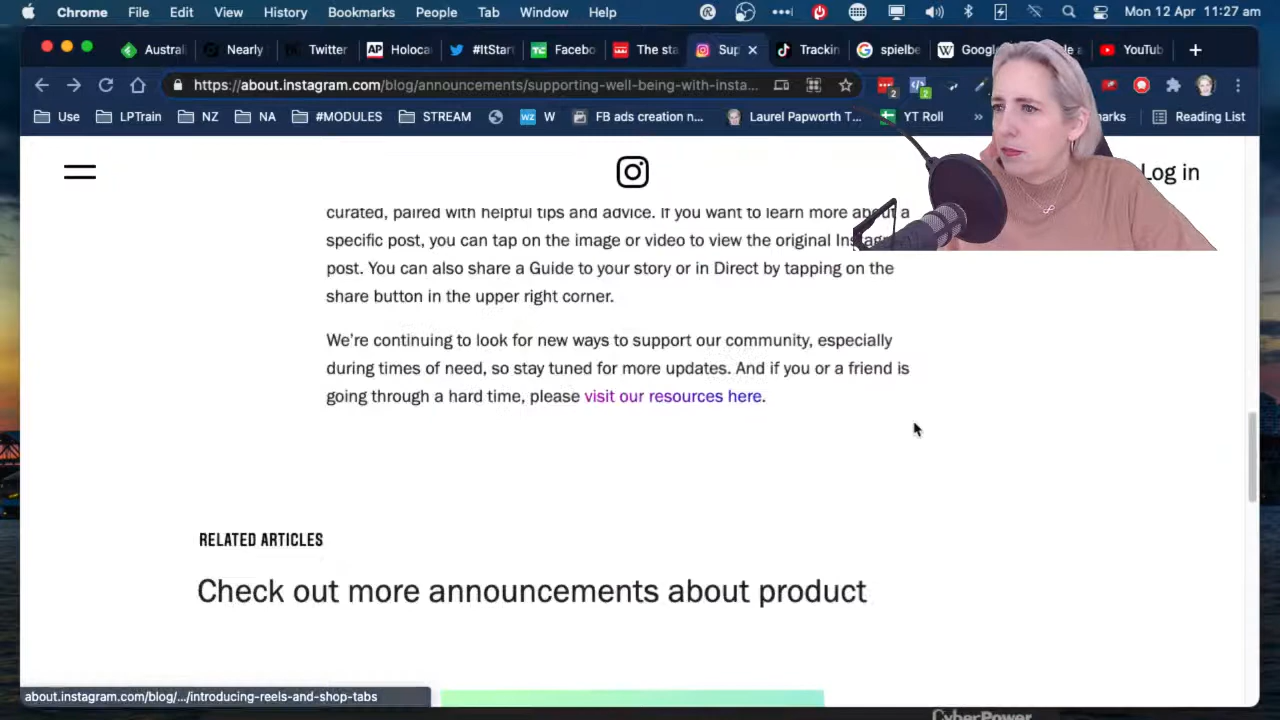 Chrome File Edit View History Bookmarks People Tab Window Help Mon 12 Apr 11:27 am
Australi Nearly Twitter Holoca #ItStar Facebo The sta Sup Trackin spielbe Goog YouTub
https://about.instagram.com/blog/announcements/supporting-well-being-with-insta...
Use LPTrain NZ NA #MODULES STREAM W FB ads creation n... Laurel Papworth T... YT Roll » Reading List
Log in
curated, paired with helpful tips and advice. If you want to learn more about a
specific post, you can tap on the image or video to view the original Instagram
post. You can also share a Guide to your story or in Direct by tapping on the
share button in the upper right corner.
We're continuing to look for new ways to support our community, especially
during times of need, so stay tuned for more updates. And if you or a friend is
going through a hard time, please visit our resources here.
RELATED ARTICLES
Check out more announcements about product
about.instagram.com/blog/.../introducing-reels-and-shop-tabs
CyberPower